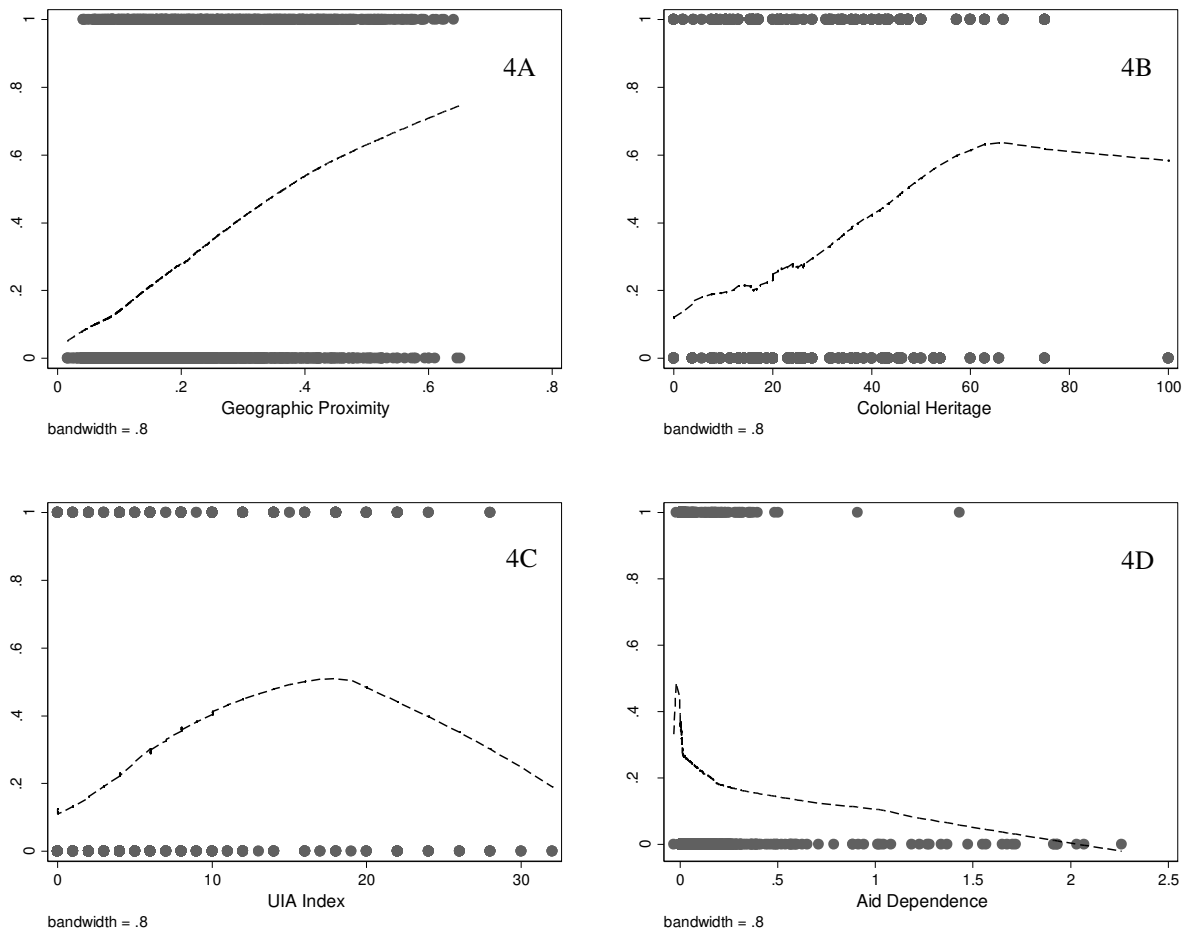 4A
1
.8
.6
.4
.2
0
0 .2 .4 .6 .8
Geographic Proximity
bandwidth = .8
4B
1
.8
.6
.4
.2
0
0 20 40 60 80 100
Colonial Heritage
bandwidth = .8
4C
1
.8
.6
.4
.2
0
0 10 20 30
UIA Index
bandwidth = .8
4D
1
.8
.6
.4
.2
0
0 .5 1 1.5 2 2.5
Aid Dependence
bandwidth = .8